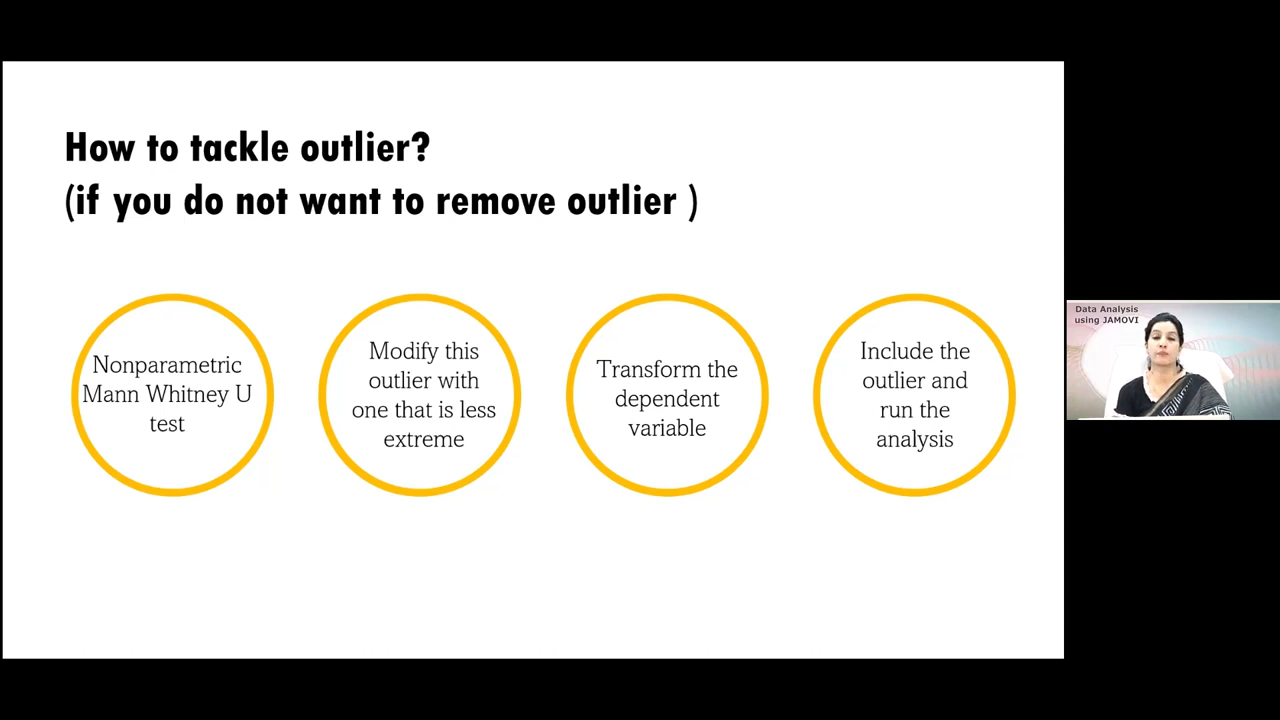 How to tackle outlier?
(if you do not want to remove outlier )
Nonparametric
Mann Whitney U
test
Modify this
outlier with
one that is less
extreme
Transform the
dependent
variable
Include the
outlier and
run the
analysis
Data Analysis
using JAMOVI